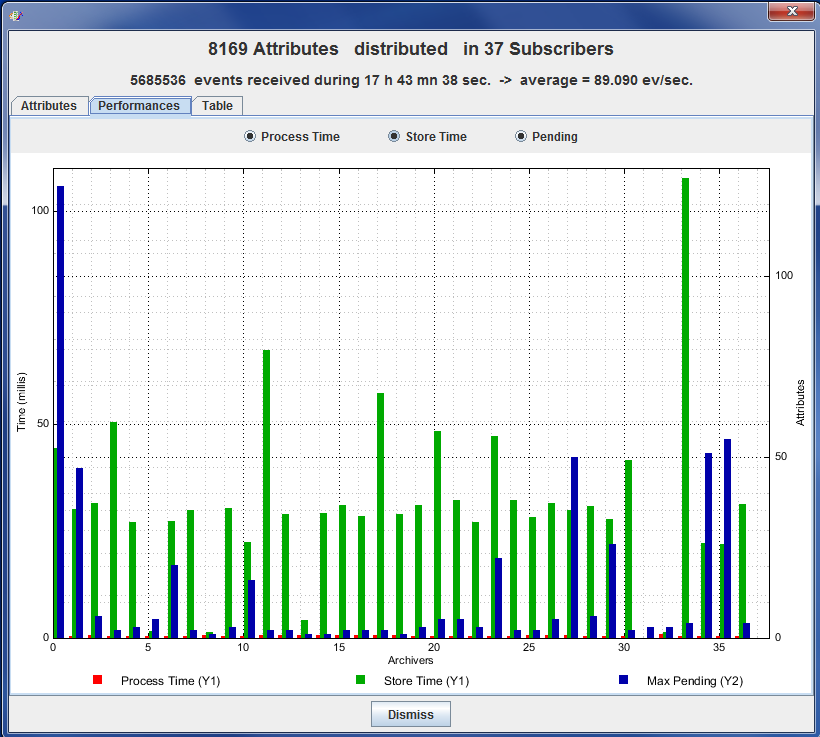 8169 Attributes distributed in 37 Subscribers
5685536 events received during 17 h 43 mn 38 sec. -> average = 89.090 ev/sec.
Attributes Performances Table
Process Time Store Time Pending
100
100
50
50
0
0
Time (millis)
Attributes
0 5 10 15 20 25 30 35
Archivers
Process Time (Y1) Store Time (Y1) Max Pending (Y2)
Dismiss